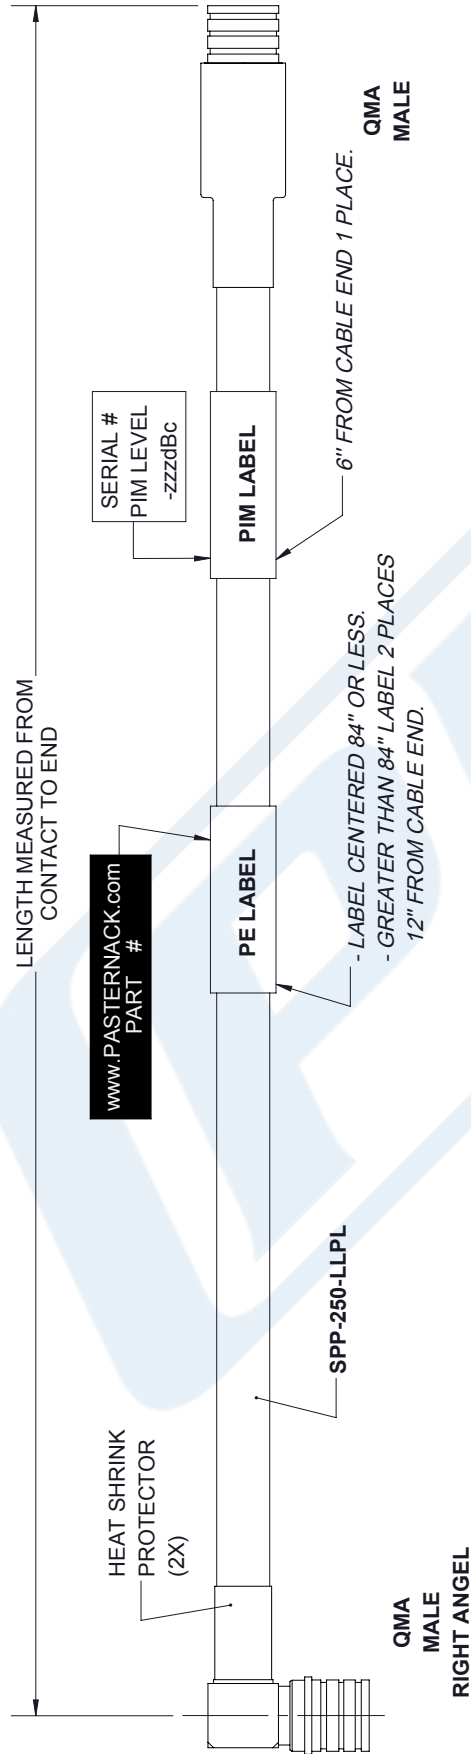 LENGTH MEASURED FROM
CONTACT TO END
HEAT SHRINK
PROTECTOR
(2X)
www.PASTERNACK.com
PART #
SERIAL #
PIM LEVEL
-zzzdBc
PE LABEL
PIM LABEL
SPP-250-LLPL
- LABEL CENTERED 84" OR LESS.
- GREATER THAN 84" LABEL 2 PLACES
12" FROM CABLE END.
6" FROM CABLE END 1 PLACE.
QMA
MALE
RIGHT ANGEL
QMA
MALE